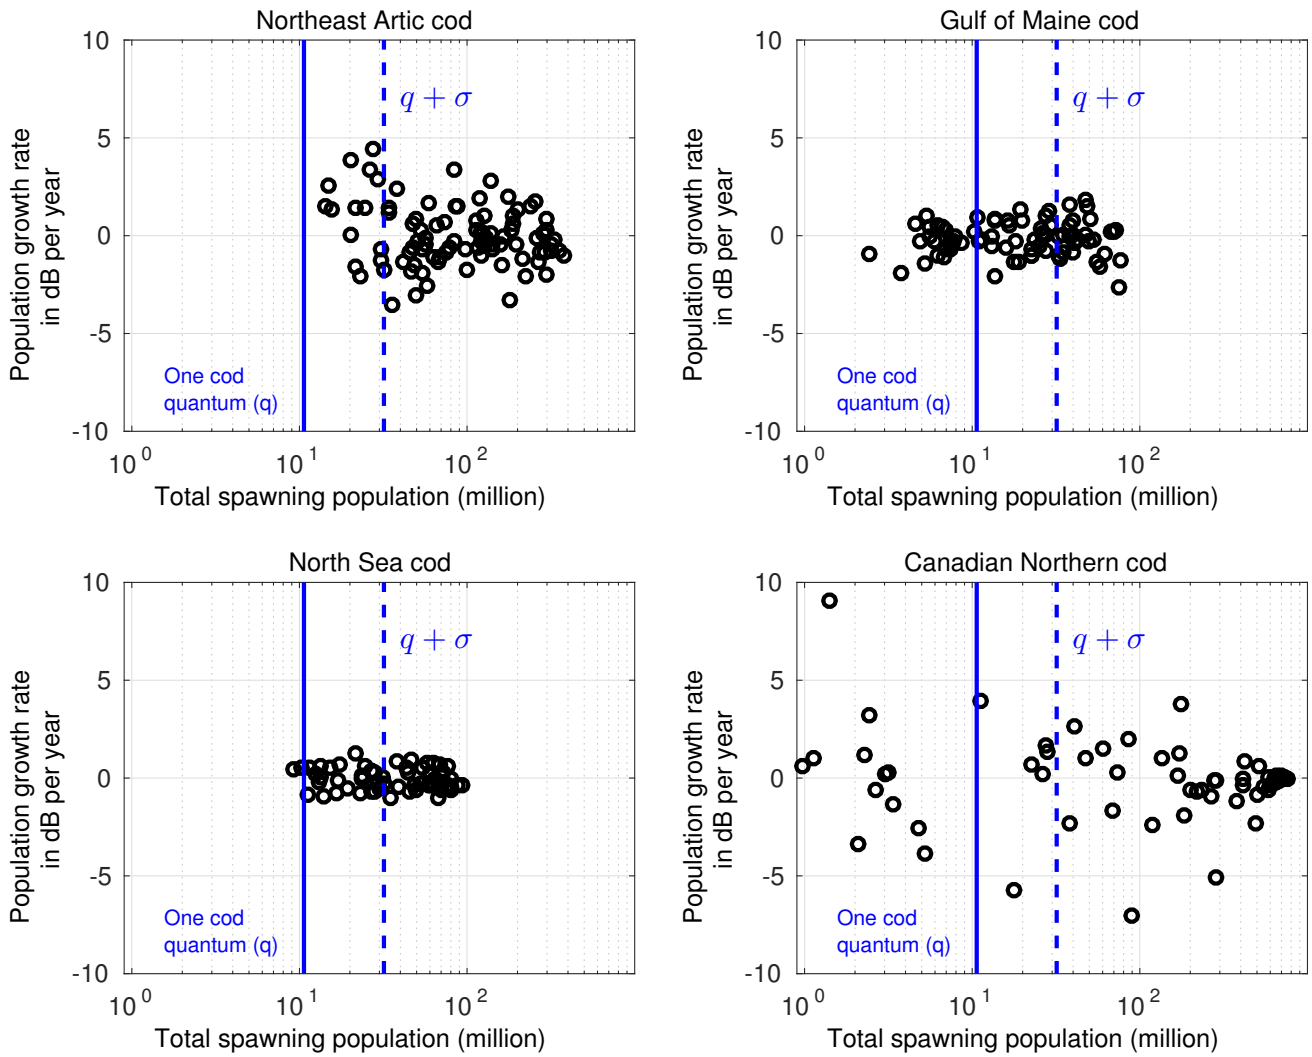 Northeast Artic cod
10
5
0
-5
-10
Population growth rate
in dB per year
q + σ
One cod
quantum (q)
10^0
10^1
10^2
Total spawning population (million)
Gulf of Maine cod
10
5
0
-5
-10
Population growth rate
in dB per year
q + σ
One cod
quantum (q)
10^0
10^1
10^2
Total spawning population (million)
North Sea cod
10
5
0
-5
-10
Population growth rate
in dB per year
q + σ
One cod
quantum (q)
10^0
10^1
10^2
Total spawning population (million)
Canadian Northern cod
10
5
0
-5
-10
Population growth rate
in dB per year
q + σ
One cod
quantum (q)
10^0
10^1
10^2
Total spawning population (million)